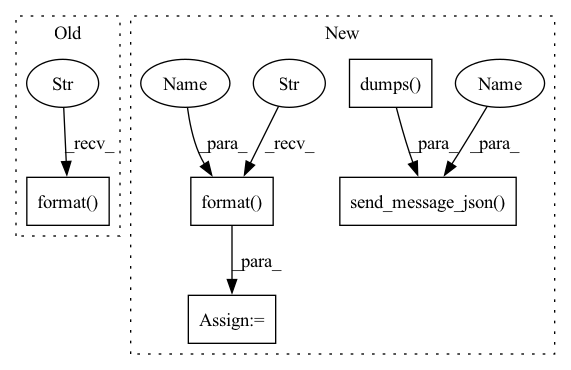 Old
New
Str
Name
Str
dumps()
Name
_recv_
_para_
_recv_
_para_
_para_
format()
format()
send_message_json()
_para_
Assign:=